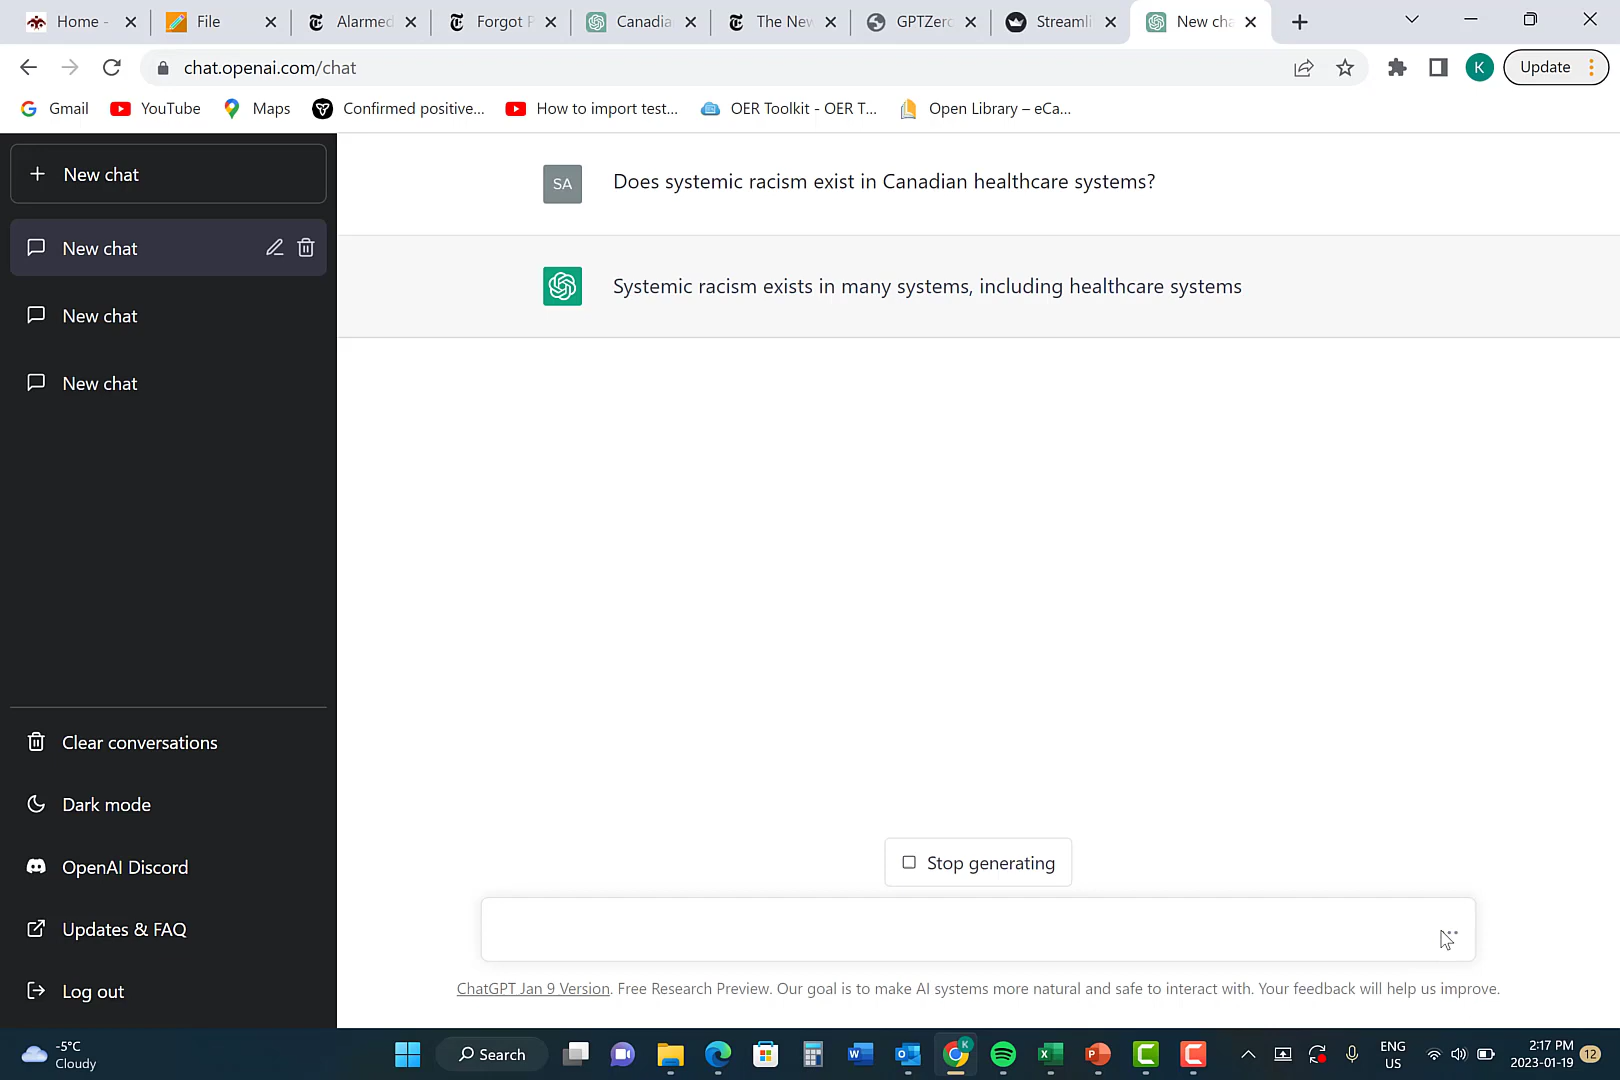 Home -
File
Alarmed
Forgot P
Canadia
The New
GPTZero
Streamli
New cha
chat.openai.com/chat
K
Update
Gmail
YouTube
Maps
Confirmed positive...
How to import test...
OER Toolkit - OER T...
Open Library – eCa...
New chat
New chat
New chat
New chat
SA
Does systemic racism exist in Canadian healthcare systems?
Systemic racism exists in many systems, including healthcare systems
Stop generating
Clear conversations
Dark mode
OpenAI Discord
Updates & FAQ
Log out
ChatGPT Jan 9 Version. Free Research Preview. Our goal is to make AI systems more natural and safe to interact with. Your feedback will help us improve.
-5°C
Cloudy
Search
K
ENG
US
2:17 PM
2023-01-19
12